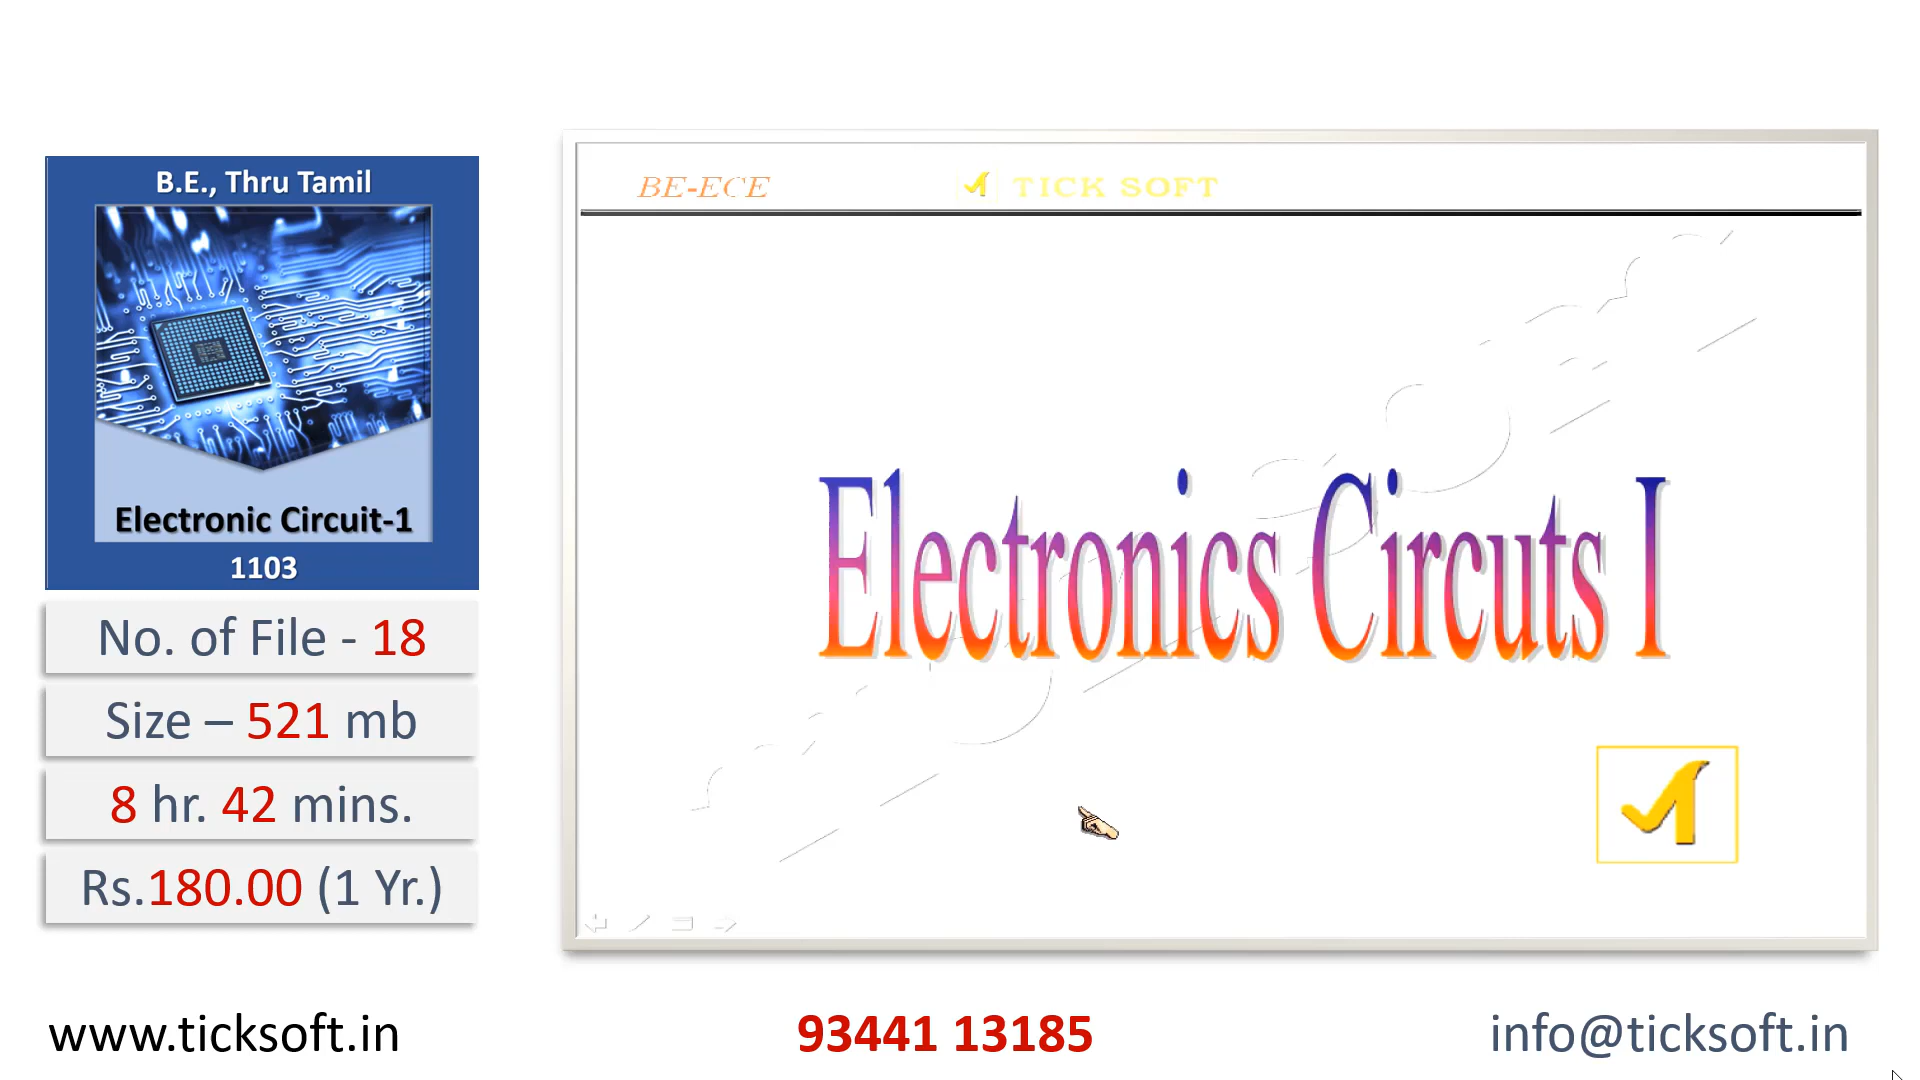 B.E., Thru Tamil
Electronic Circuit-1
1103
No. of File - 18
Size – 521 mb
8 hr. 42 mins.
Rs.180.00 (1 Yr.)
BE-ECE
TICK SOFT
Electronics Circuts I
www.ticksoft.in
93441 13185
info@ticksoft.in